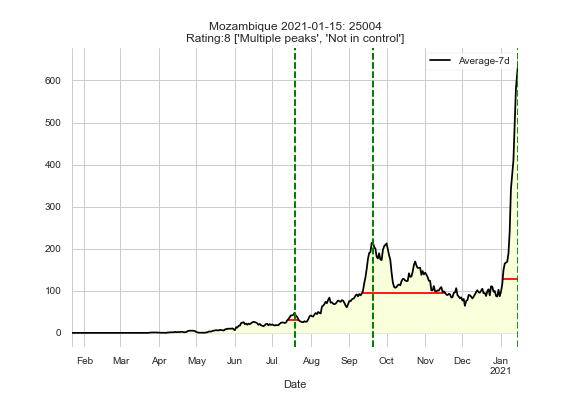 Mozambique 2021-01-15: 25004
Rating:8 ['Multiple peaks', 'Not in control']
Average-7d
600
500
400
300
200
100
0
Feb Mar Apr May Jun Jul Aug Sep Oct Nov Dec Jan
2021
Date